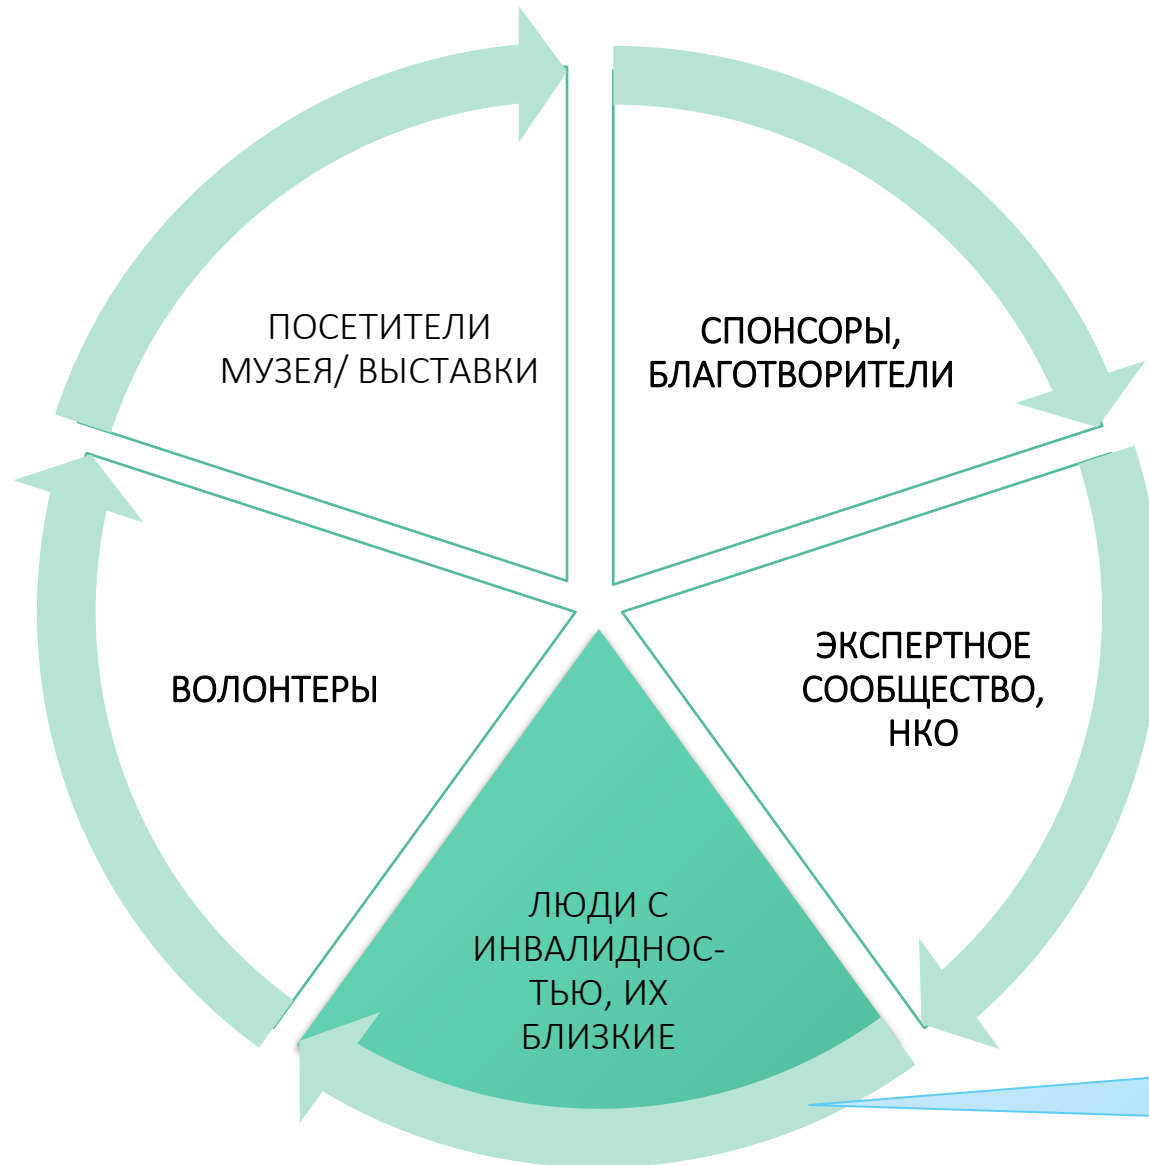 ПОСЕТИТЕЛИ
МУЗЕЯ/ ВЫСТАВКИ
СПОНСОРЫ,
БЛАГОТВОРИТЕЛИ
ЭКСПЕРТНОЕ
СООБЩЕСТВО,
НКО
ЛЮДИ С
ИНВАЛИДНОС-
ТЬЮ, ИХ
БЛИЗКИЕ
ВОЛОНТЕРЫ